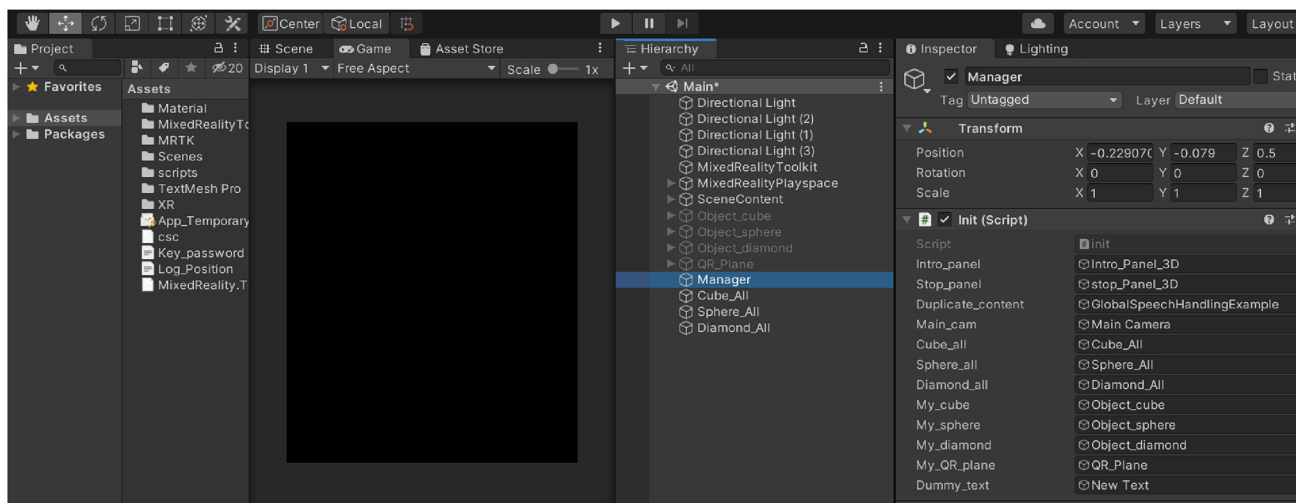 Center Local Account Layers Layout
Project
20
Favorites
Assets
Packages
Assets
Material
MixedRealityTo
MRTK
Scenes
scripts
TextMesh Pro
XR
App_Temporary
csc
Key_password
Log_Position
MixedReality.T
Scene Game Asset Store
Display 1 Free Aspect Scale 1x
Hierarchy
All
Main*
Directional Light
Directional Light (2)
Directional Light (1)
Directional Light (3)
MixedRealityToolkit
MixedRealityPlayspace
SceneContent
Object_cube
Object_sphere
Object_diamond
QR_Plane
Manager
Cube_All
Sphere_All
Diamond_All
Inspector Lighting
Manager Stat
Tag Untagged Layer Default
Transform
Position X -0.22907 Y -0.079 Z 0.5
Rotation X 0 Y 0 Z 0
Scale X 1 Y 1 Z 1
# Init (Script)
Script init
Intro_panel Intro_Panel_3D
Stop_panel stop_Panel_3D
Duplicate_content GlobalSpeechHandlingExample
Main_cam Main Camera
Cube_all Cube_All
Sphere_all Sphere_All
Diamond_all Diamond_All
My_cube Object_cube
My_sphere Object_sphere
My_diamond Object_diamond
My_QR_plane QR_Plane
Dummy_text New Text